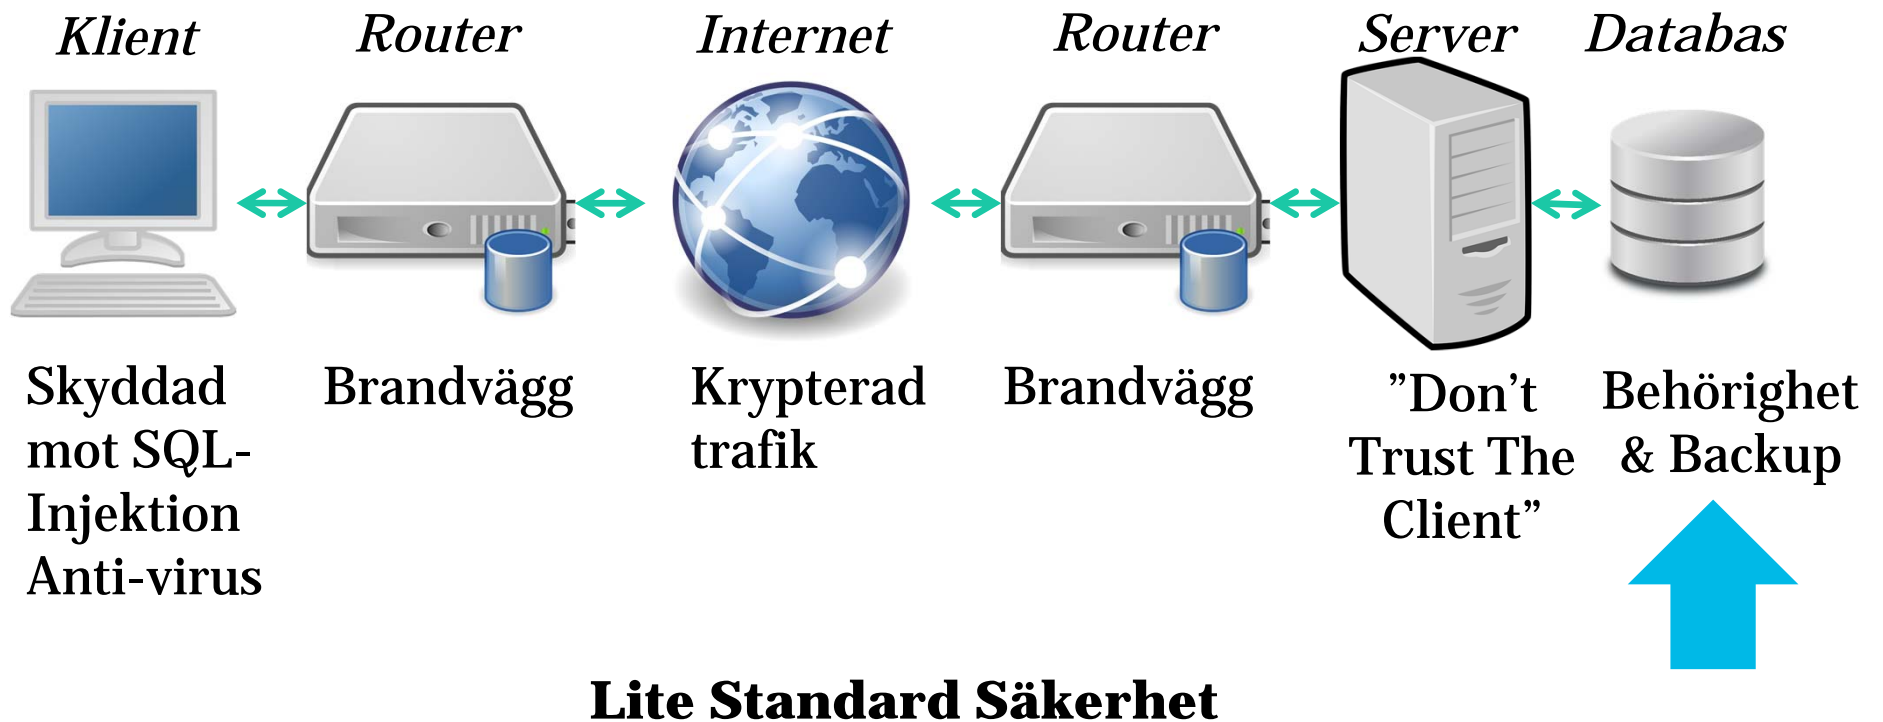 Klient
Router
Internet
Router
Server
Databas
Skyddad
mot SQL-
Injektion
Anti-virus
Brandvägg
Krypterad
trafik
Brandvägg
”Don't
Trust The
Client”
Behörighet
& Backup
Lite Standard Säkerhet